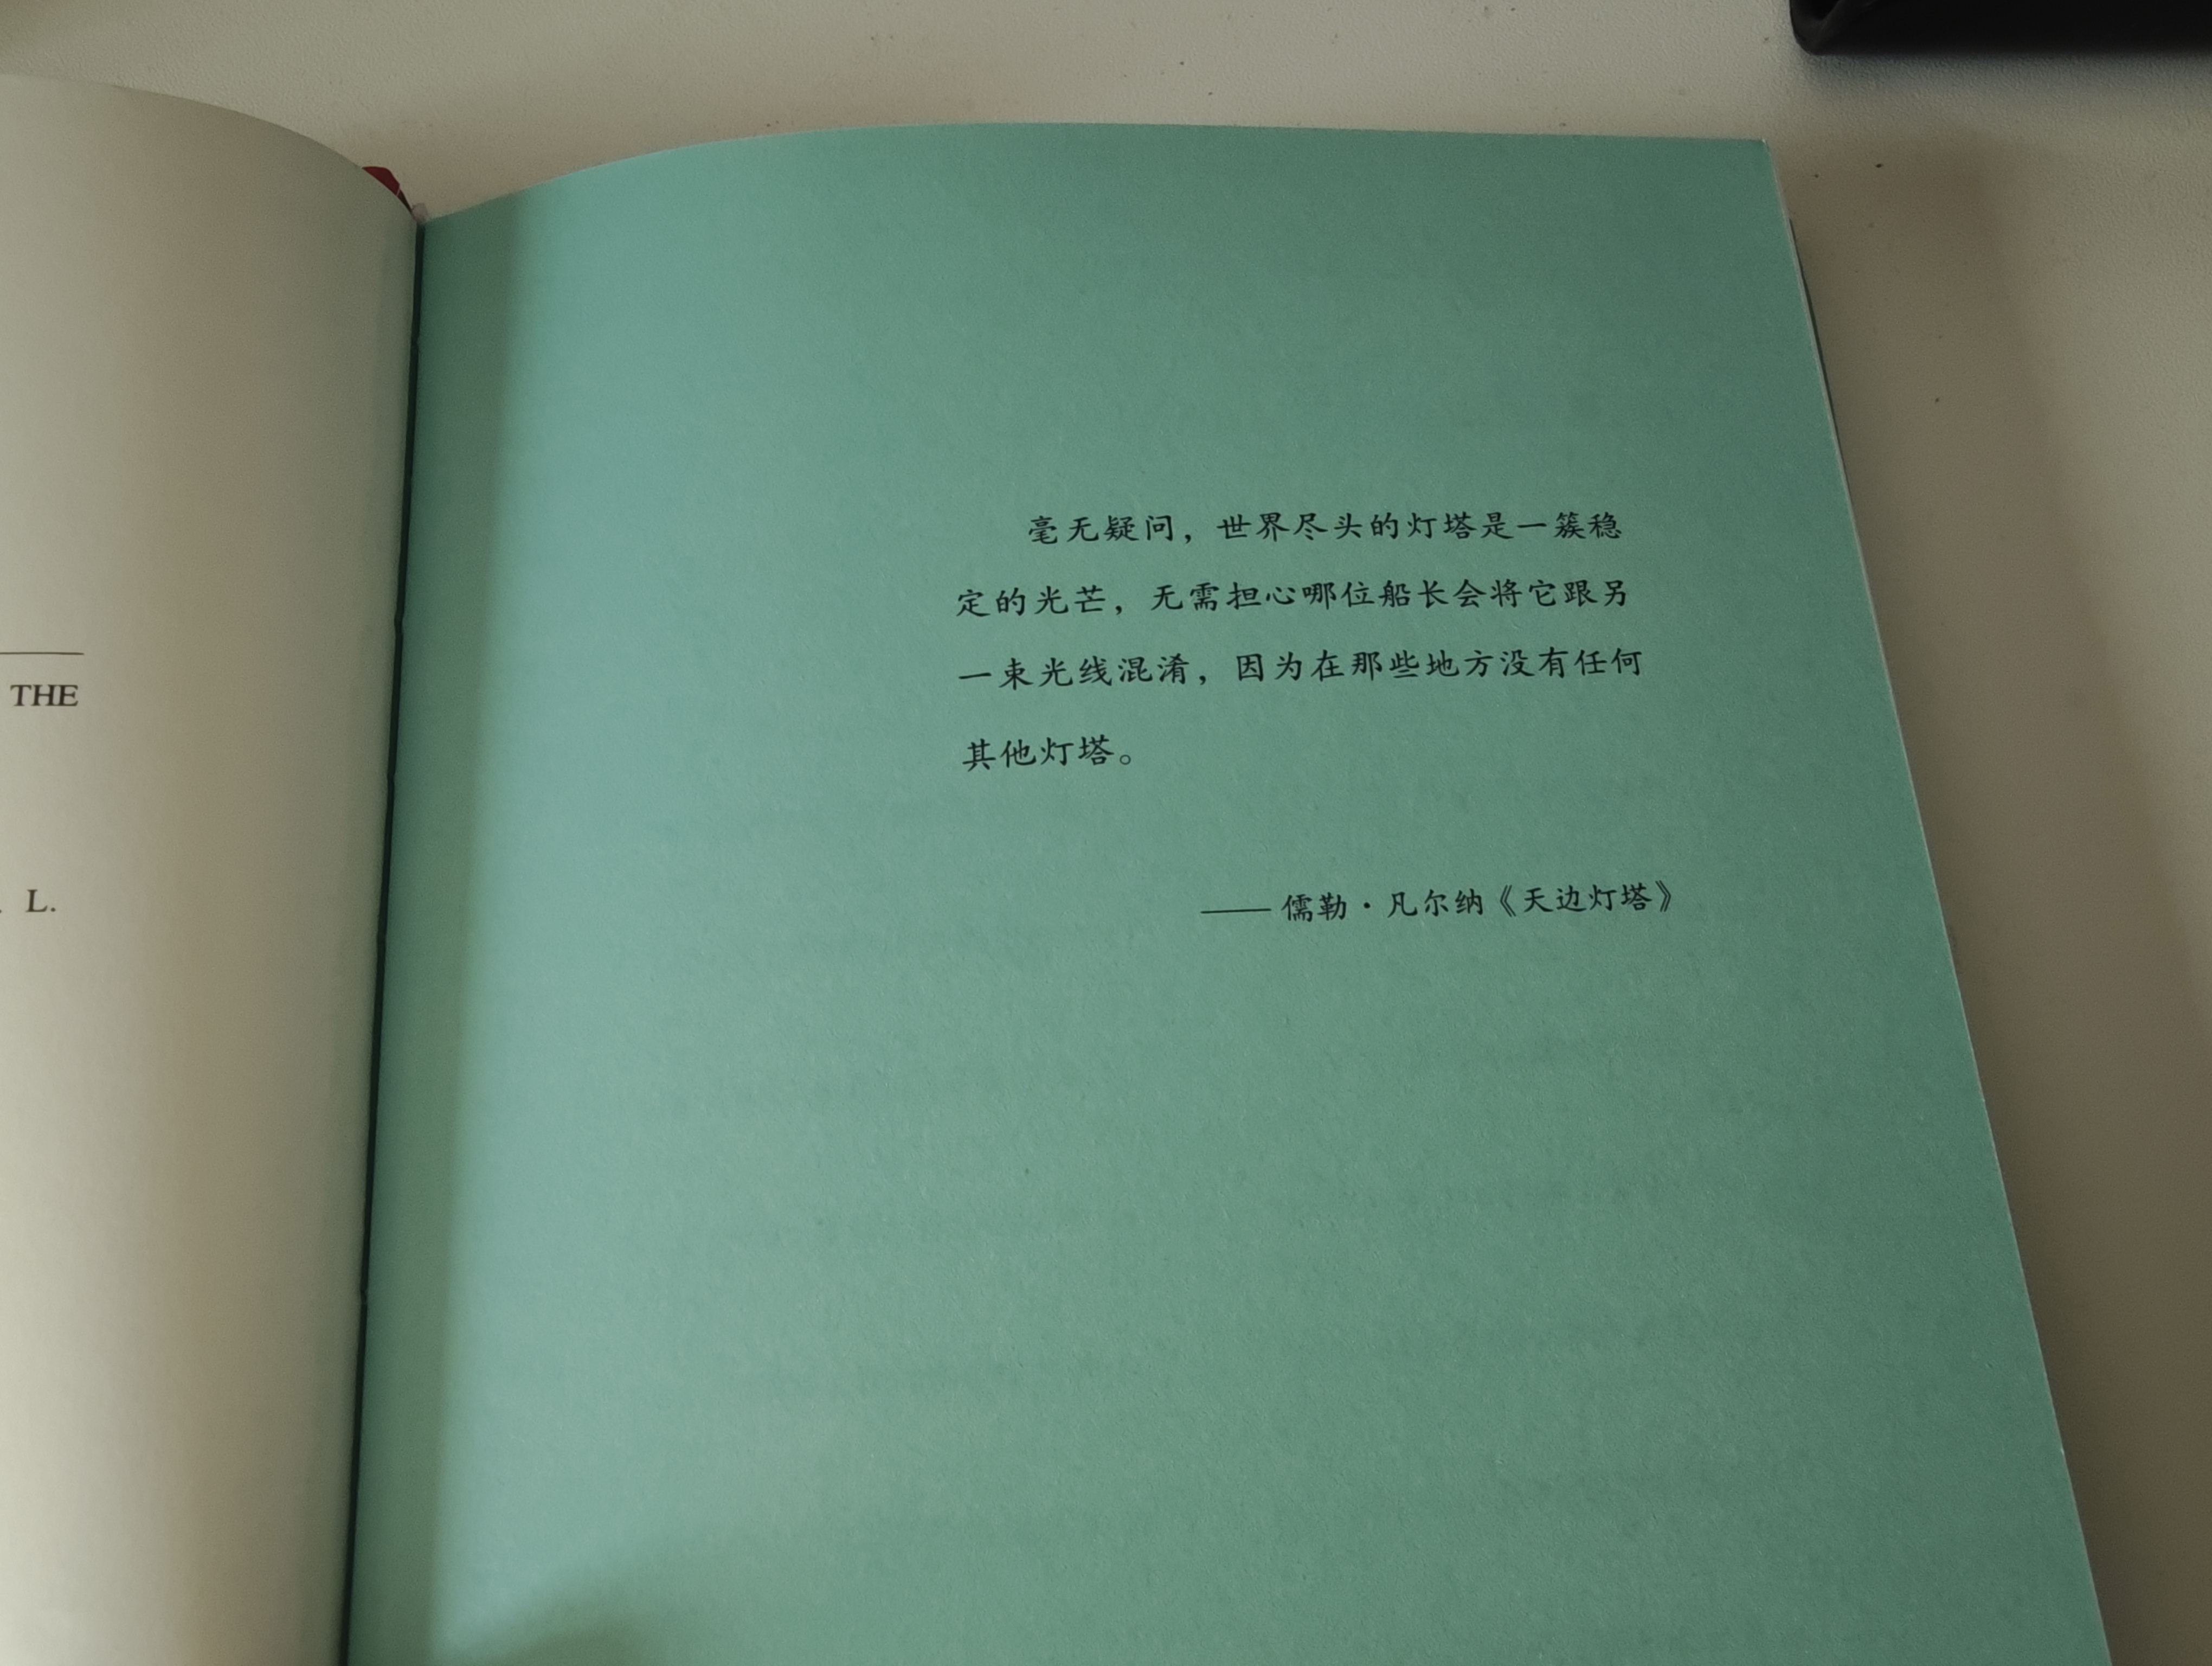 THE
L.
毫无疑问，世界尽头的灯塔是一簇稳
定的光芒，无需担心哪位船长会将它跟另
一束光线混淆，因为在那些地方没有任何
其他灯塔。
——儒勒·凡尔纳《天边灯塔》